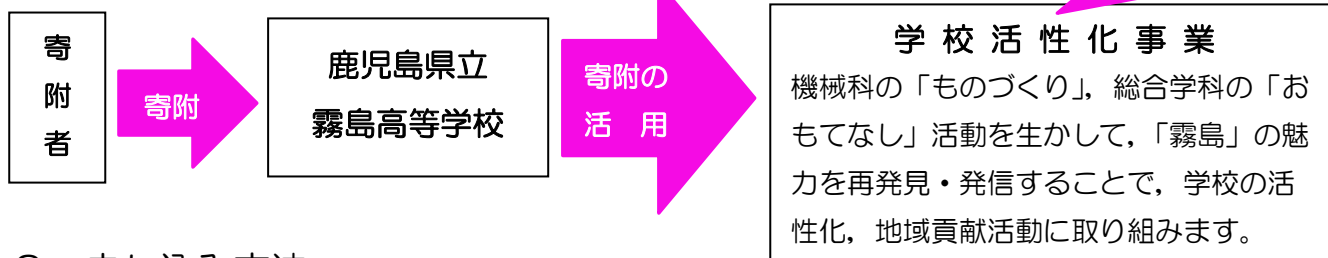 寄附者
寄附
鹿児島県立
霧島高等学校
寄附の
活用
学校活性化事業
機械科の「ものづくり」,総合学科の「お
もてなし」活動を生かして,「霧島」の魅
力を再発見・発信することで,学校の活
性化,地域貢献活動に取り組みます。